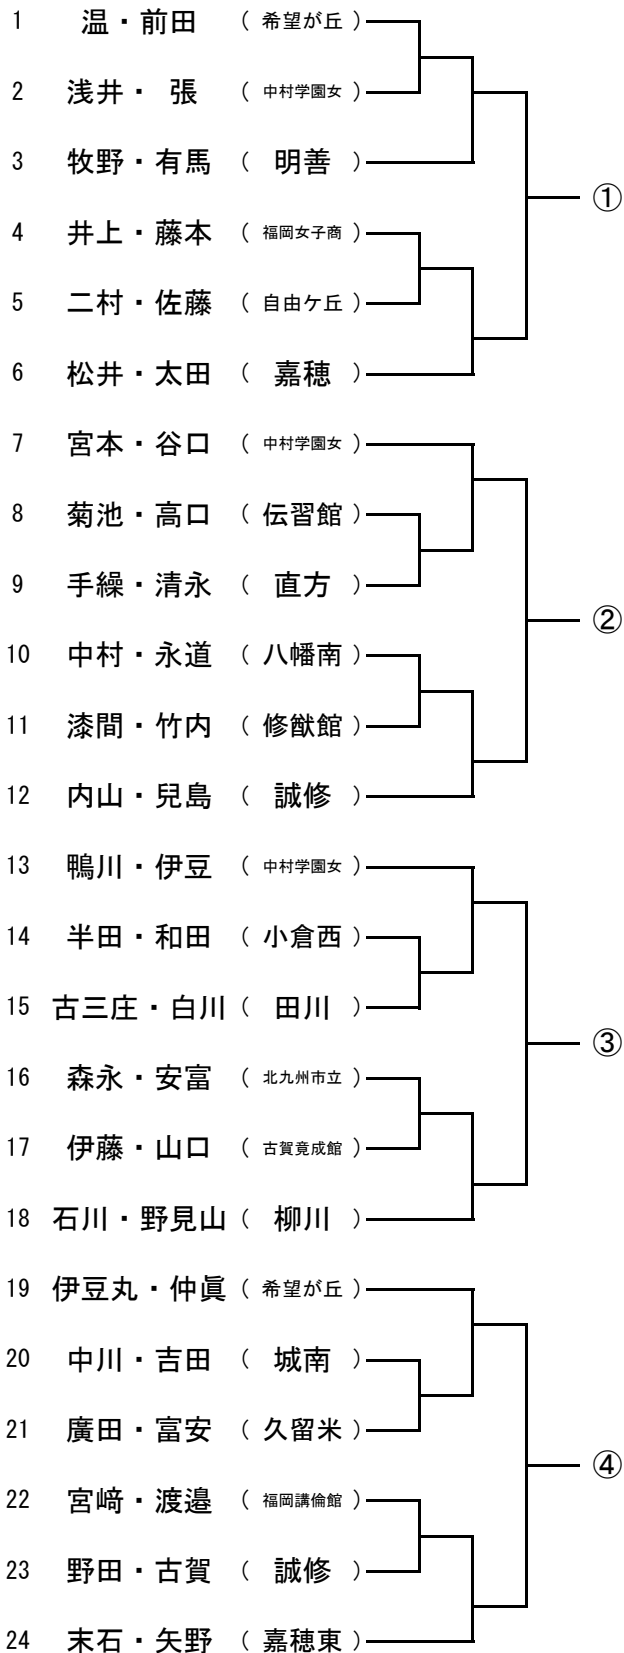 1 温・前田 （ 希望が丘 ）
2 浅井・ 張 （ 中村学園女 ）
3 牧野・有馬 （ 明善 ）
①
4 井上・藤本 （ 福岡女子商 ）
5 二村・佐藤 （ 自由ケ丘 ）
6 松井・太田 （ 嘉穂 ）
7 宮本・谷口 （ 中村学園女 ）
8 菊池・高口 （ 伝習館 ）
9 手繰・清永 （ 直方 ）
②
10 中村・永道 （ 八幡南 ）
11 漆間・竹内 （ 修猷館 ）
12 内山・兒島 （ 誠修 ）
13 鴨川・伊豆 （ 中村学園女 ）
14 半田・和田 （ 小倉西 ）
15 古三庄・白川 （ 田川 ）
③
16 森永・安富 （ 北九州市立 ）
17 伊藤・山口 （ 古賀竟成館 ）
18 石川・野見山 （ 柳川 ）
19 伊豆丸・仲眞 （ 希望が丘 ）
20 中川・吉田 （ 城南 ）
21 廣田・富安 （ 久留米 ）
④
22 宮﨑・渡邉 （ 福岡講倫館 ）
23 野田・古賀 （ 誠修 ）
24 末石・矢野 （ 嘉穂東 ）